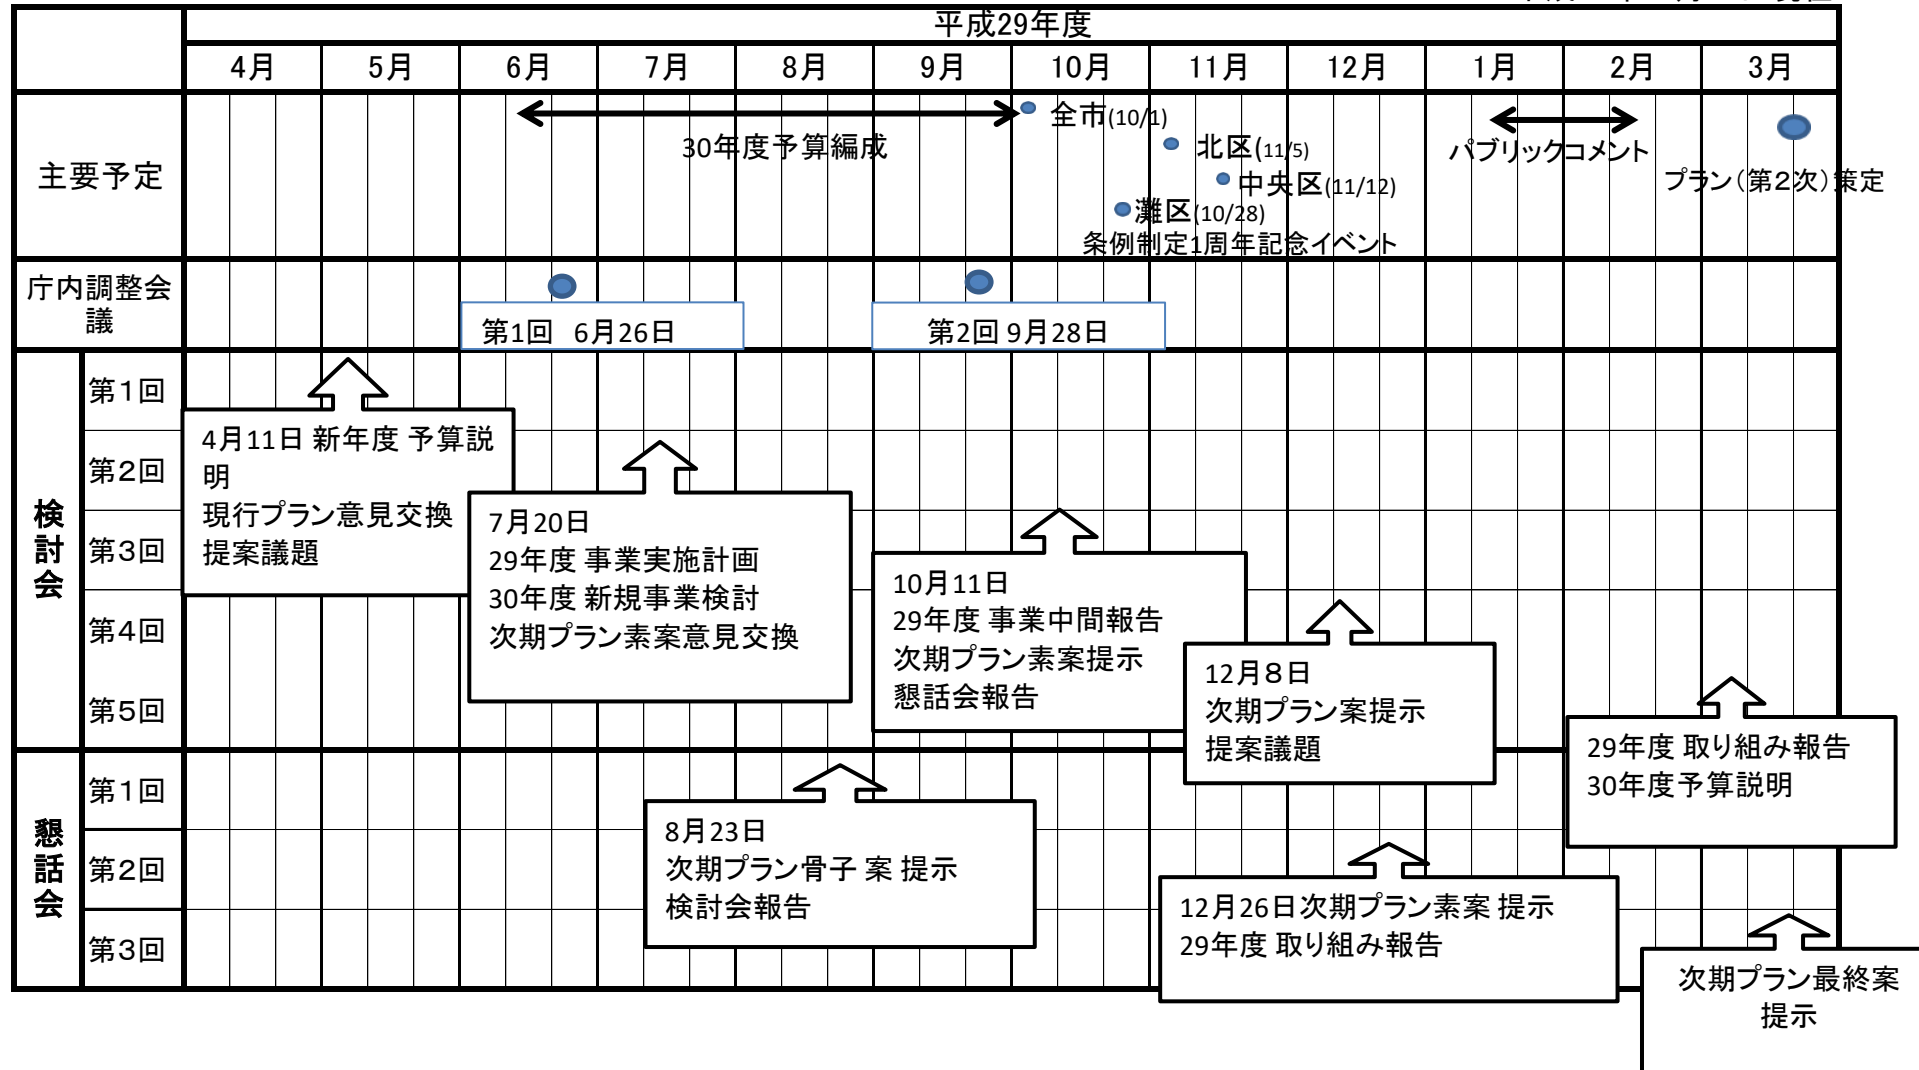 平成29年度
4月 5月 6月 7月 8月 9月 10月 11月 12月 1月 2月 3月
主要予定
30年度予算編成
全市(10/1)
北区(11/5)
中央区(11/12)
灘区(10/28)
条例制定1周年記念イベント
パブリックコメント
プラン（第２次）策定
庁内調整会
議
第1回 6月26日
第2回 9月28日
検討会
第１回
第２回
第３回
第４回
第５回
4月11日 新年度 予算説
明
現行プラン意見交換
提案議題
7月20日
29年度 事業実施計画
30年度 新規事業検討
次期プラン素案意見交換
10月11日
29年度 事業中間報告
次期プラン素案提示
懇話会報告
12月８日
次期プラン案提示
提案議題
29年度 取り組み報告
30年度予算説明
懇話会
第１回
第２回
第３回
8月23日
次期プラン骨子 案 提示
検討会報告
12月26日次期プラン素案 提示
29年度 取り組み報告
次期プラン最終案
提示